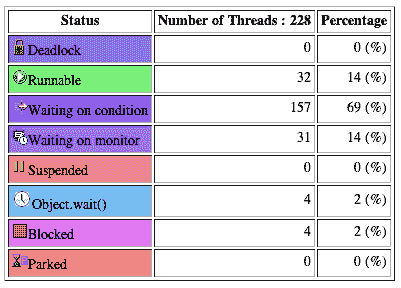 Status Number of Threads : 228 Percentage
Deadlock 0 0 (%)
Runnable 32 14 (%)
Waiting on condition 157 69 (%)
Waiting on monitor 31 14 (%)
Suspended 0 0 (%)
Object.wait() 4 2 (%)
Blocked 4 2 (%)
Parked 0 0 (%)